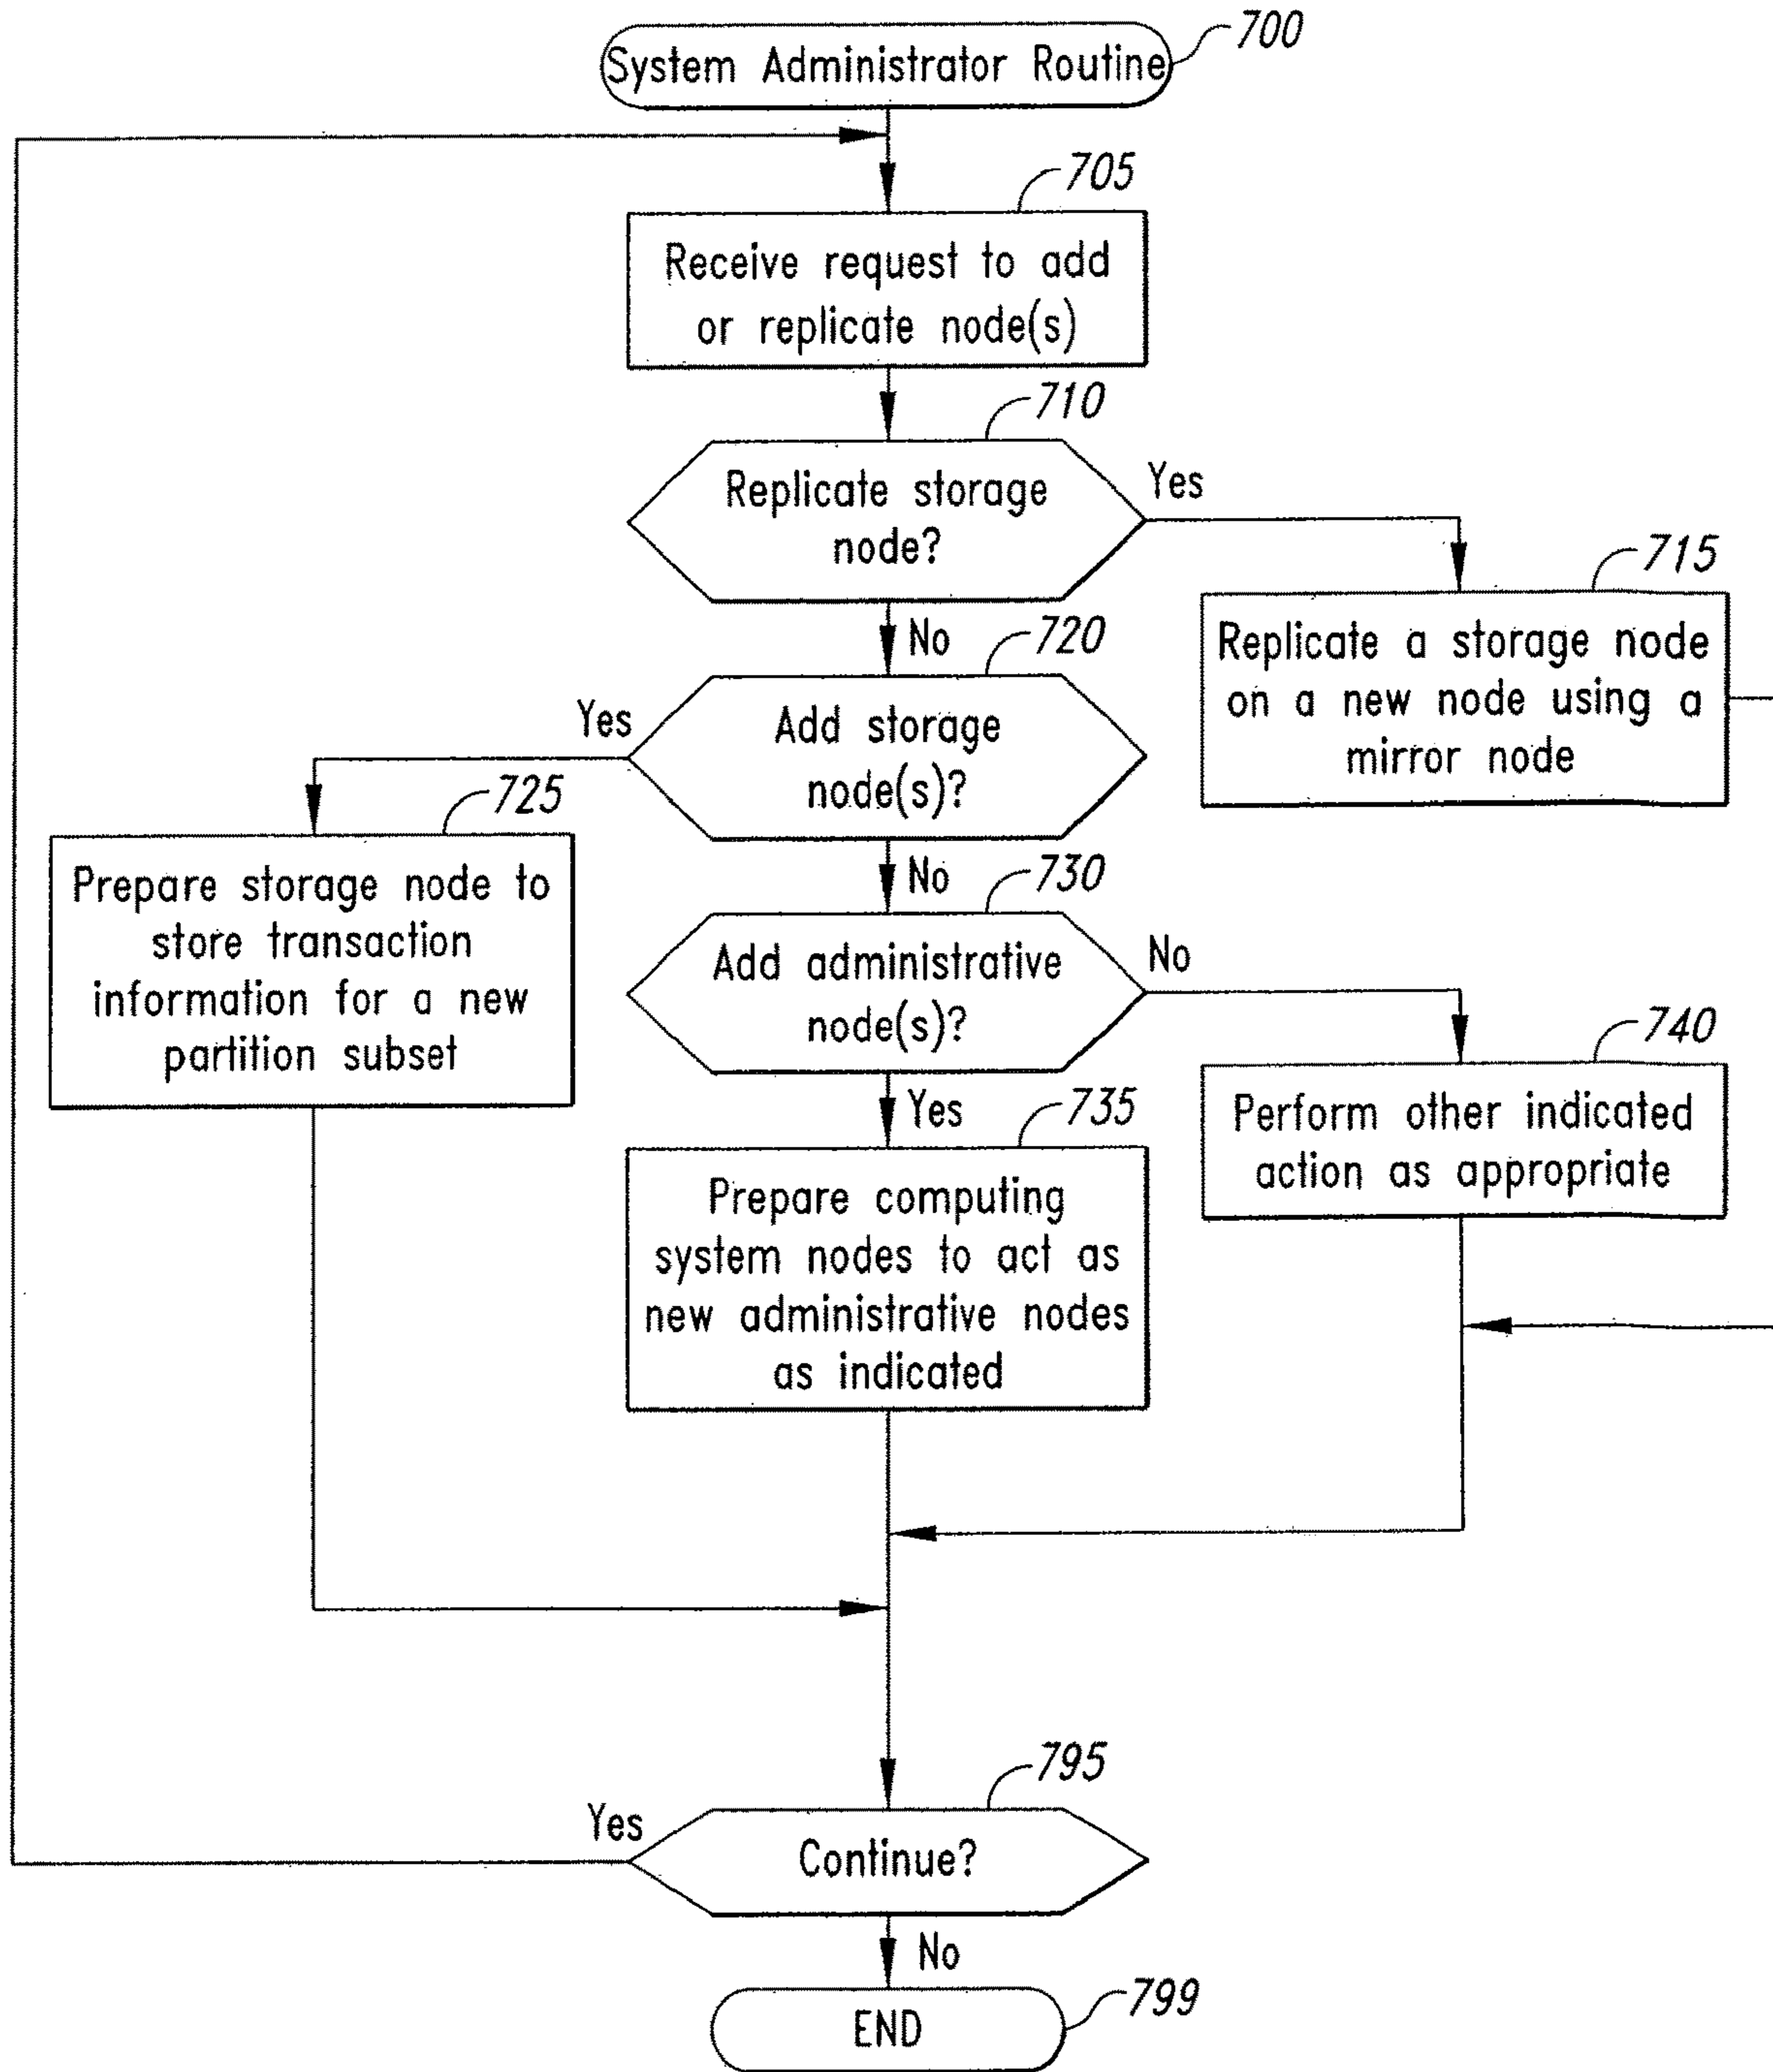 System Administrator Routine
700
705
Receive request to add
or replicate node(s)
710
Replicate storage
node?
Yes
No
715
Replicate a storage node
on a new node using a
mirror node
720
Add storage
node(s)?
Yes
No
725
Prepare storage node to
store transaction
information for a new
partition subset
730
Add administrative
node(s)?
No
Yes
735
Prepare computing
system nodes to act as
new administrative nodes
as indicated
740
Perform other indicated
action as appropriate
795
Continue?
Yes
No
END
799